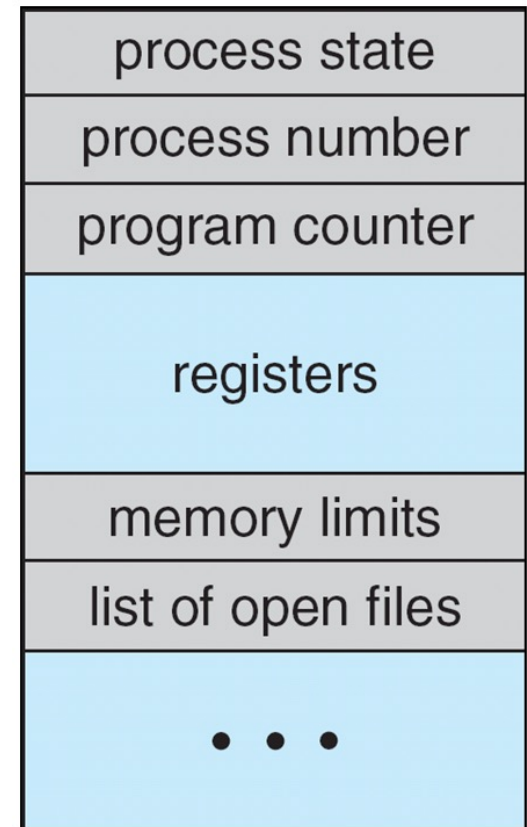 process state
process number
program counter
registers
memory limits
list of open files
• • •